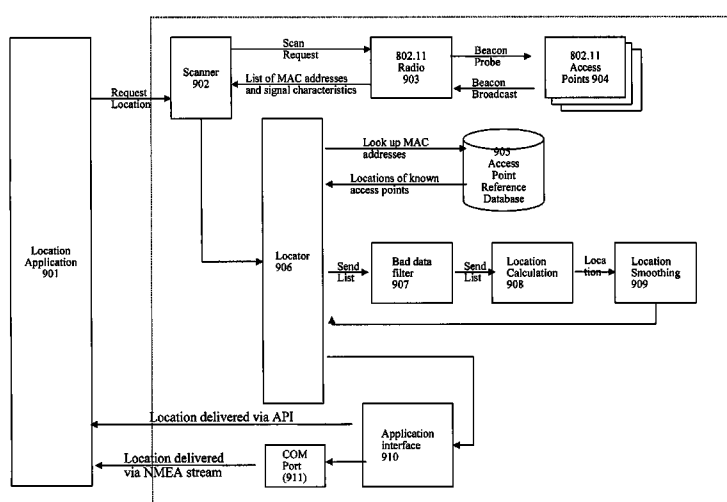 Scan
Request
Scanner
902
802.11
Radio
903
Beacon
Probe
802.11
Access
Points 904
List of MAC addresses
and signal characteristics
Beacon
Broadcast
Request
Location
Look up MAC
addresses
905
Access
Point
Reference
Database
Locations of known
access points
Location
Application
901
Locator
906
Send
List
Bad data
filter
907
Send
List
Location
Calculation
908
Loca
tion
Location
Smoothing
909
Location delivered via API
Application
interface
910
Location delivered
via NMEA stream
COM
Port
(911)